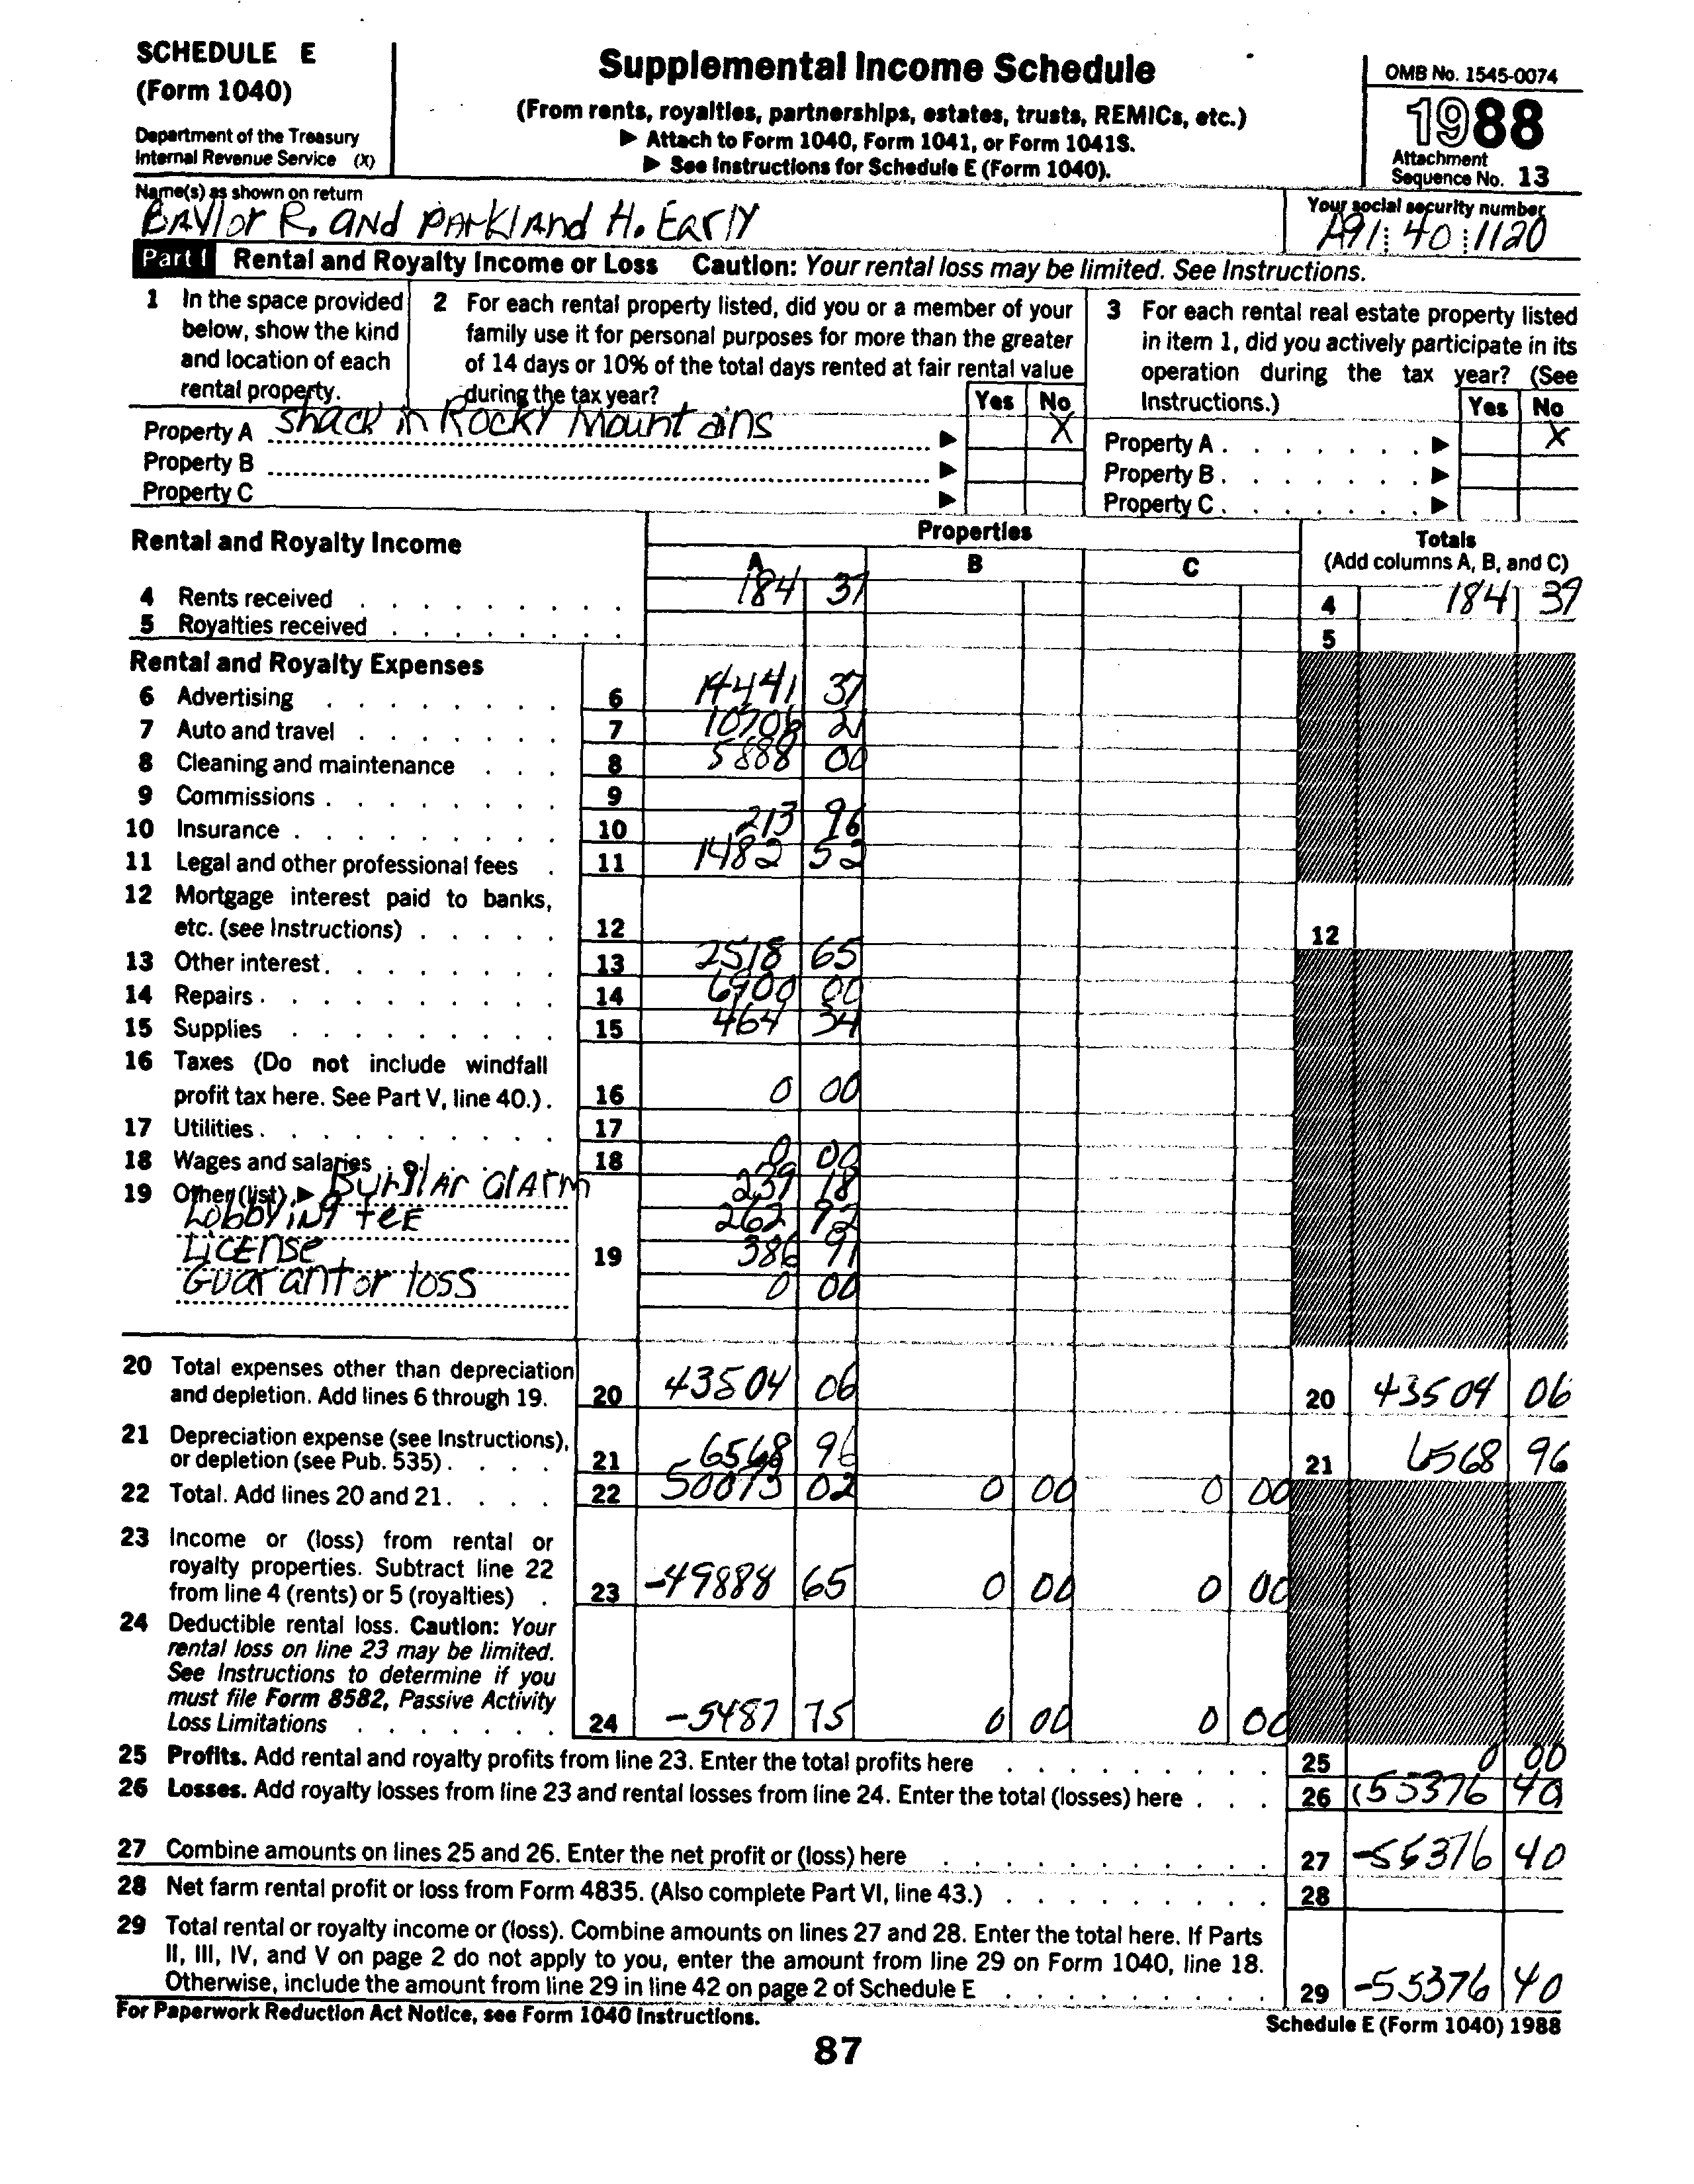 SCHEDULE E
(Form 1040)
Department of the Treasury
Internal Revenue Service (X)
Supplemental Income Schedule
(From rents, royalties, partnerships, estates, trusts, REMICs, etc.)
▶ Attach to Form 1040, Form 1041, or Form 1041S.
▶ See Instructions for Schedule E (Form 1040).
OMB No. 1545-0074
1988
Attachment
Sequence No. 13
Name(s) as shown on return
BAYlor R. AND PArklAnd H. EArly
Your social security number
A91 40 1120
Part I Rental and Royalty Income or Loss Caution: Your rental loss may be limited. See Instructions.
1 In the space provided
below, show the kind
and location of each
rental property.
2 For each rental property listed, did you or a member of your
family use it for personal purposes for more than the greater
of 14 days or 10% of the total days rented at fair rental value
during the tax year?
Yes No
3 For each rental real estate property listed
in item 1, did you actively participate in its
operation during the tax year? (See
Instructions.)
Yes No
Property A shack in Rocky Mountains ▶ X
Property A ▶ X
Property B ▶
Property B ▶
Property C ▶
Property C ▶
Rental and Royalty Income
Properties
A B C
Totals
(Add columns A, B, and C)
4 Rents received 184 37 4 184 37
5 Royalties received 5
Rental and Royalty Expenses
6 Advertising 6 14441 37
7 Auto and travel 7 10706 21
8 Cleaning and maintenance 8 5888 00
9 Commissions 9
10 Insurance 10 213 96
11 Legal and other professional fees 11 1482 52
12 Mortgage interest paid to banks,
etc. (see Instructions) 12 12
13 Other interest 13 2518 65
14 Repairs 14 6900 00
15 Supplies 15 464 34
16 Taxes (Do not include windfall
profit tax here. See Part V, line 40.) 16 0 00
17 Utilities 17
18 Wages and salaries 18 0 00
19 Other (list) ▶ Burglar alarm 239 18
Lobbying fee 262 92
License 19 386 91
Guarantor loss 0 00
20 Total expenses other than depreciation
and depletion. Add lines 6 through 19. 20 43504 06 20 43504 06
21 Depreciation expense (see Instructions),
or depletion (see Pub. 535) 21 6568 96 21 6568 96
22 Total. Add lines 20 and 21. 22 50073 02 0 00 0 00
23 Income or (loss) from rental or
royalty properties. Subtract line 22
from line 4 (rents) or 5 (royalties) 23 -49888 65 0 00 0 00
24 Deductible rental loss. Caution: Your
rental loss on line 23 may be limited.
See Instructions to determine if you
must file Form 8582, Passive Activity
Loss Limitations 24 -5487 75 0 00 0 00
25 Profits. Add rental and royalty profits from line 23. Enter the total profits here 25 0 00
26 Losses. Add royalty losses from line 23 and rental losses from line 24. Enter the total (losses) here 26 (55376 40
27 Combine amounts on lines 25 and 26. Enter the net profit or (loss) here 27 -55376 40
28 Net farm rental profit or loss from Form 4835. (Also complete Part VI, line 43.) 28
29 Total rental or royalty income or (loss). Combine amounts on lines 27 and 28. Enter the total here. If Parts
II, III, IV, and V on page 2 do not apply to you, enter the amount from line 29 on Form 1040, line 18.
Otherwise, include the amount from line 29 in line 42 on page 2 of Schedule E 29 -55376 40
For Paperwork Reduction Act Notice, see Form 1040 Instructions.
Schedule E (Form 1040) 1988
87